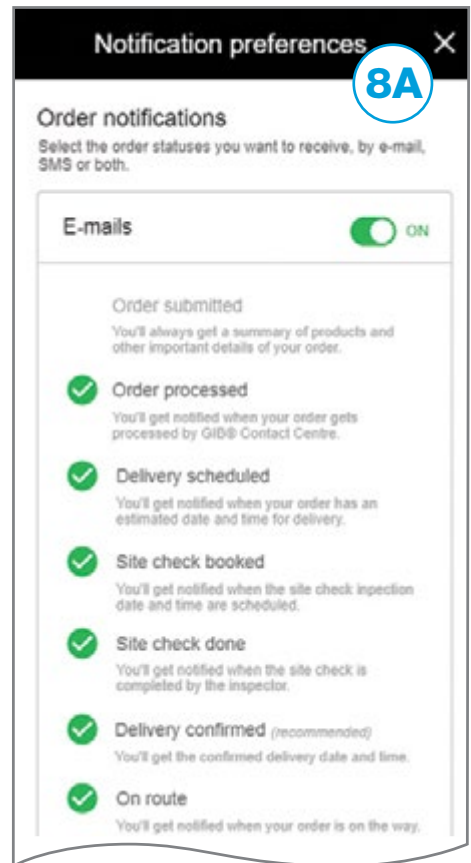 Notification preferences
8A
Order notifications
Select the order statuses you want to receive, by e-mail,
SMS or both.
E-mails ON
Order submitted
You'll always get a summary of products and
other important details of your order.
Order processed
You'll get notified when your order gets
processed by GIB® Contact Centre.
Delivery scheduled
You'll get notified when your order has an
estimated date and time for delivery.
Site check booked
You'll get notified when the site check inpection
date and time are scheduled.
Site check done
You'll get notified when the site check is
completed by the inspector.
Delivery confirmed (recommended)
You'll get the confirmed delivery date and time.
On route
You'll get notified when your order is on the way.